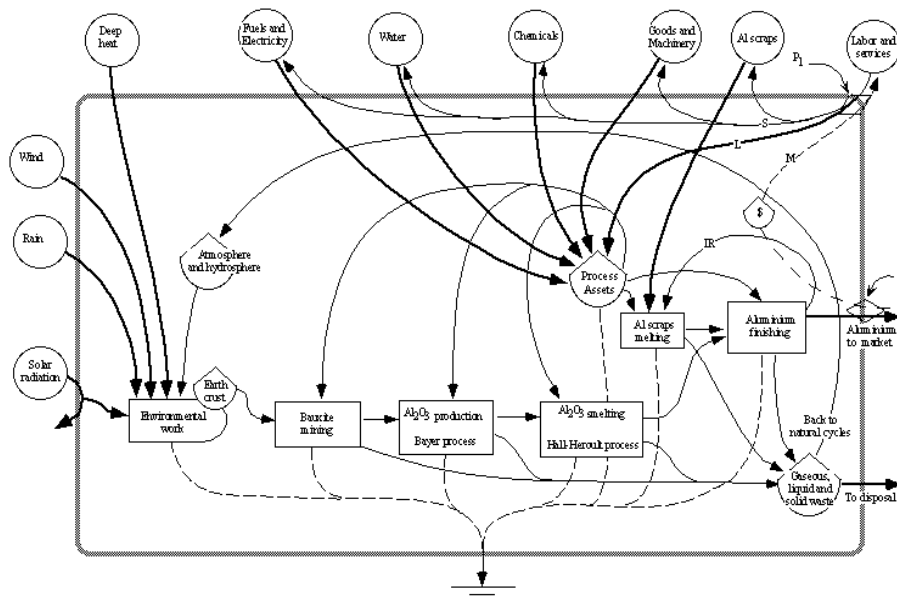 Deep
heat
Fuels and
Electricity
Water
Chemicals
Goods and
Machinery
Al scraps
Labor and
services
P1
S
L
M
$
IR
Wind
Rain
Solar
radiation
Atmosphere
and hydrosphere
Process
Assets
Al scraps
melting
Aluminium
finishing
Aluminium
to market
Earth
crust
Environmental
work
Bauxite
mining
Al2O3 production
Bayer process
Al2O3 smelting
Hall-Heroult process
Back to
natural cycles
Gaseous,
liquid and
solid waste
To disposal